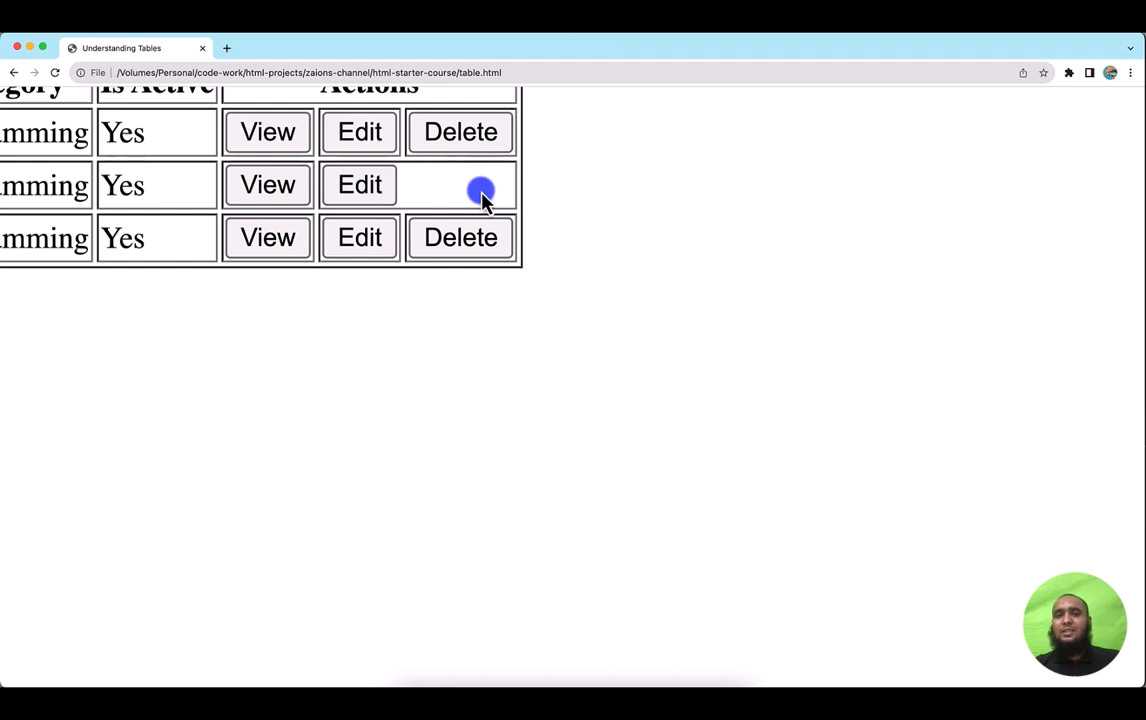 Understanding Tables
File /Volumes/Personal/code-work/html-projects/zaions-channel/html-starter-course/table.html
Is Active Actions
Yes View Edit Delete
Yes View Edit
Yes View Edit Delete